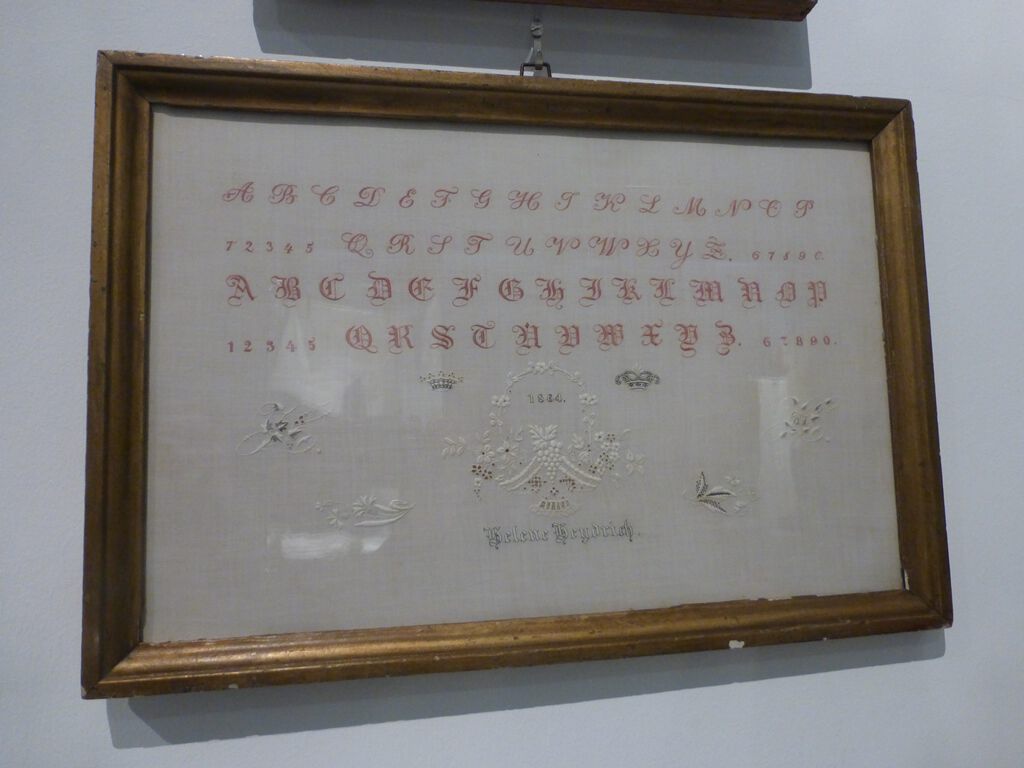 A B C D E F G H I K L M N O P
1 2 3 4 5 Q R S T U V W X Y Z. 6 7 8 9 0.
A B C D E F G H I K L M N O P
1 2 3 4 5 Q R S T U V W X Y Z. 6 7 8 9 0.
1884.
Helene Heydrich.